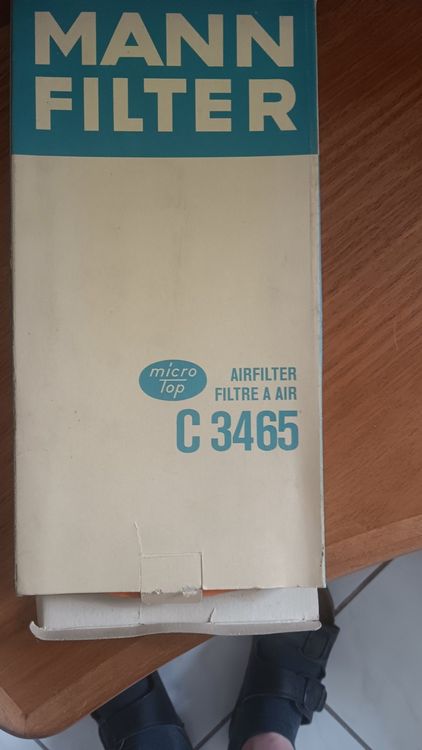 MANN
FILTER
micro
Top
AIRFILTER
FILTRE A AIR
C 3465